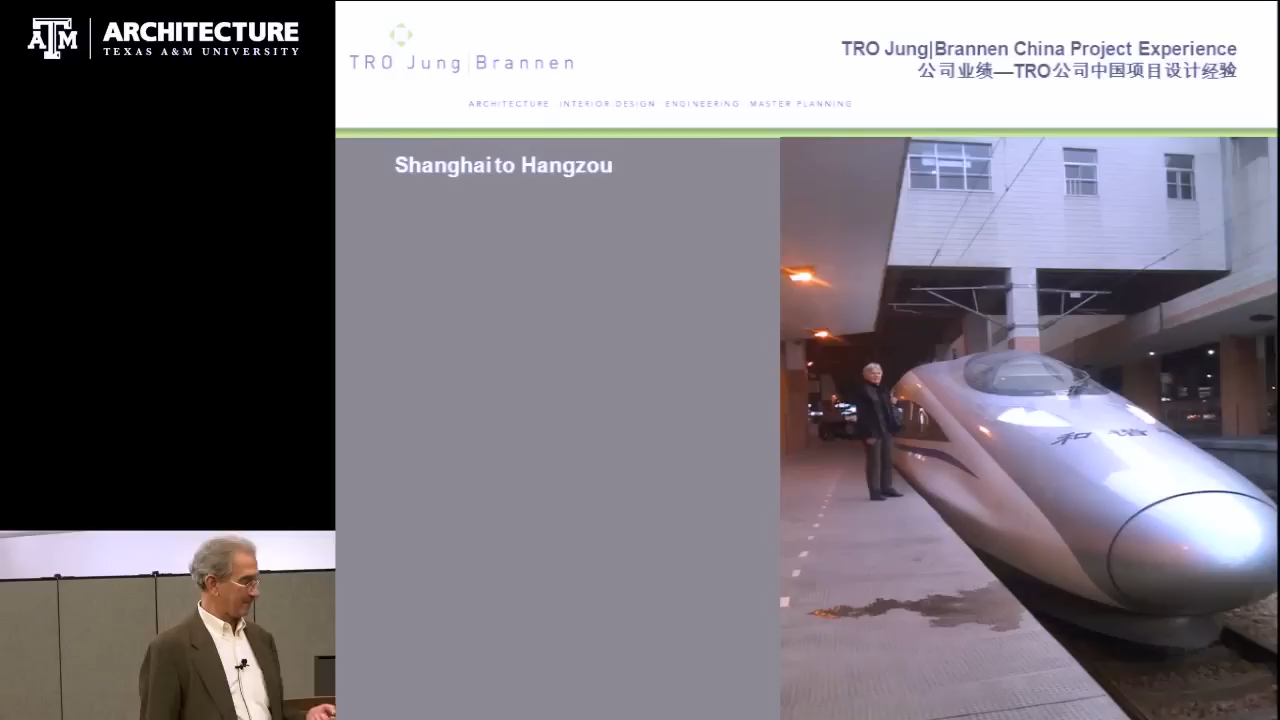 ATM
ARCHITECTURE
TEXAS A&M UNIVERSITY
TRO Jung|Brannen
ARCHITECTURE INTERIOR DESIGN ENGINEERING MASTER PLANNING
TRO Jung|Brannen China Project Experience
公司业绩—TRO公司中国项目设计经验
Shanghai to Hangzou
和谐